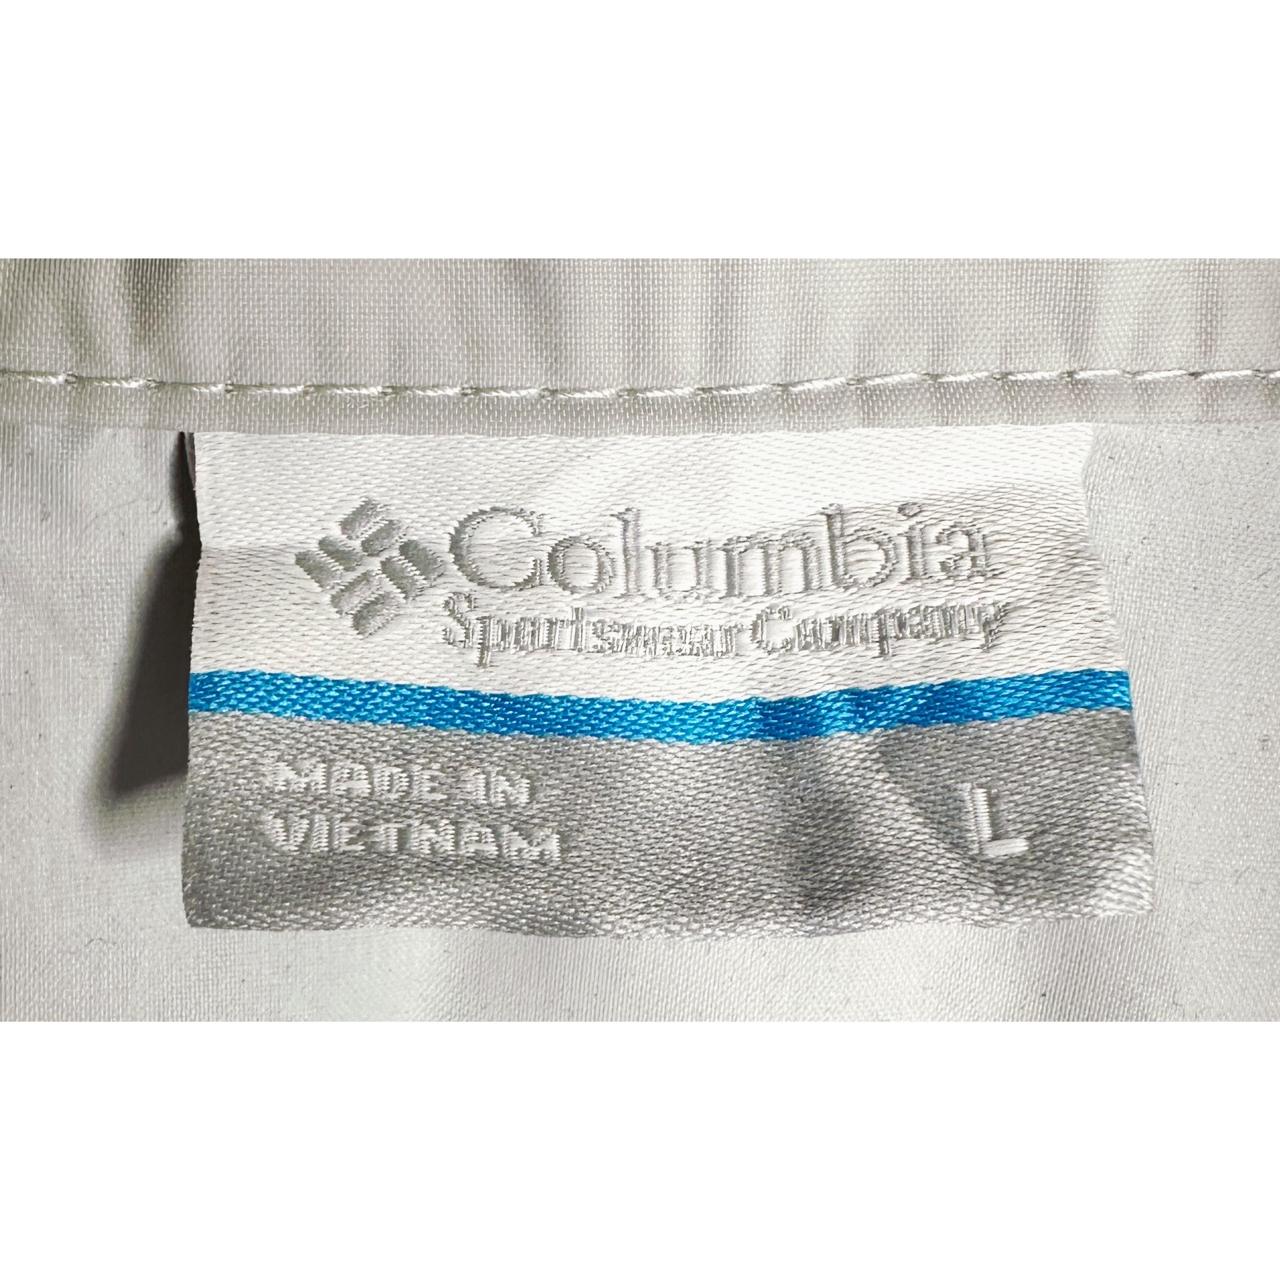 Columbia
Sportswear Company
MADE IN
VIETNAM
L